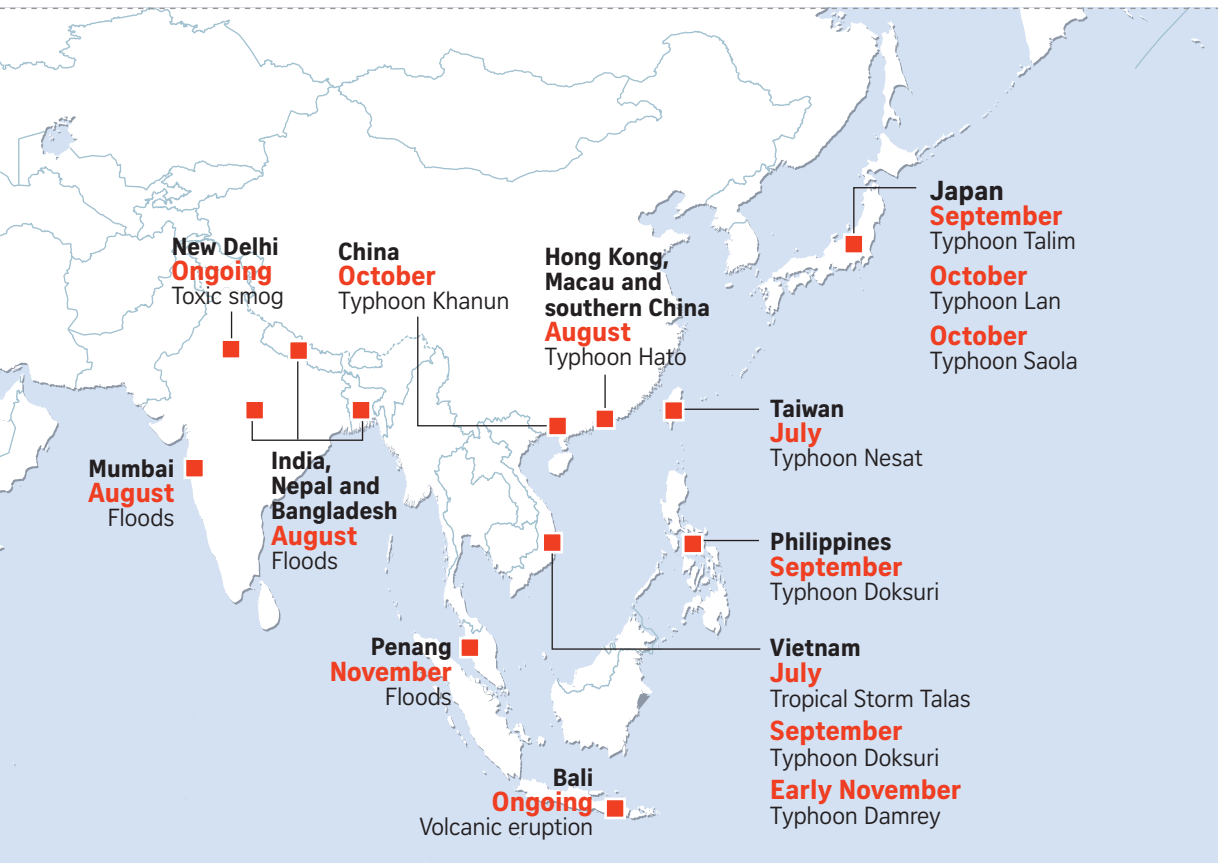 New Delhi
Ongoing
Toxic smog
China
October
Typhoon Khanun
Hong Kong,
Macau and
southern China
August
Typhoon Hato
Japan
September
Typhoon Talim
October
Typhoon Lan
October
Typhoon Saola
Taiwan
July
Typhoon Nesat
Mumbai
August
Floods
India,
Nepal and
Bangladesh
August
Floods
Philippines
September
Typhoon Doksuri
Penang
November
Floods
Vietnam
July
Tropical Storm Talas
September
Typhoon Doksuri
Early November
Typhoon Damrey
Bali
Ongoing
Volcanic eruption